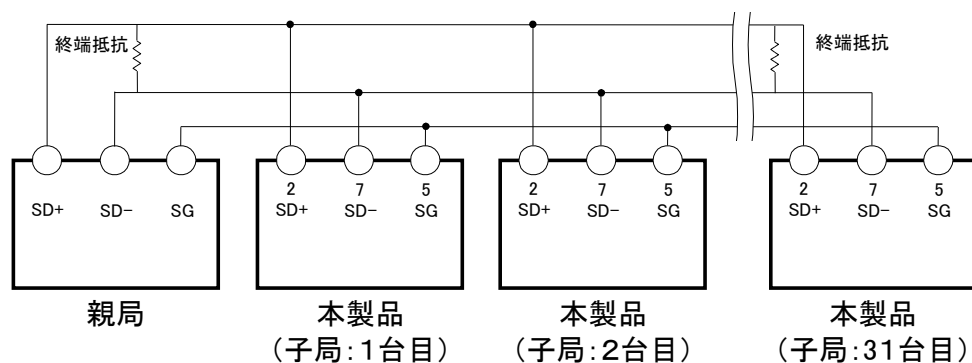 終端抵抗
終端抵抗
SD+ SD− SG
2 7 5
SD+ SD− SG
2 7 5
SD+ SD− SG
2 7 5
SD+ SD− SG
親局
本製品
(子局:1台目)
本製品
(子局:2台目)
本製品
(子局:31台目)